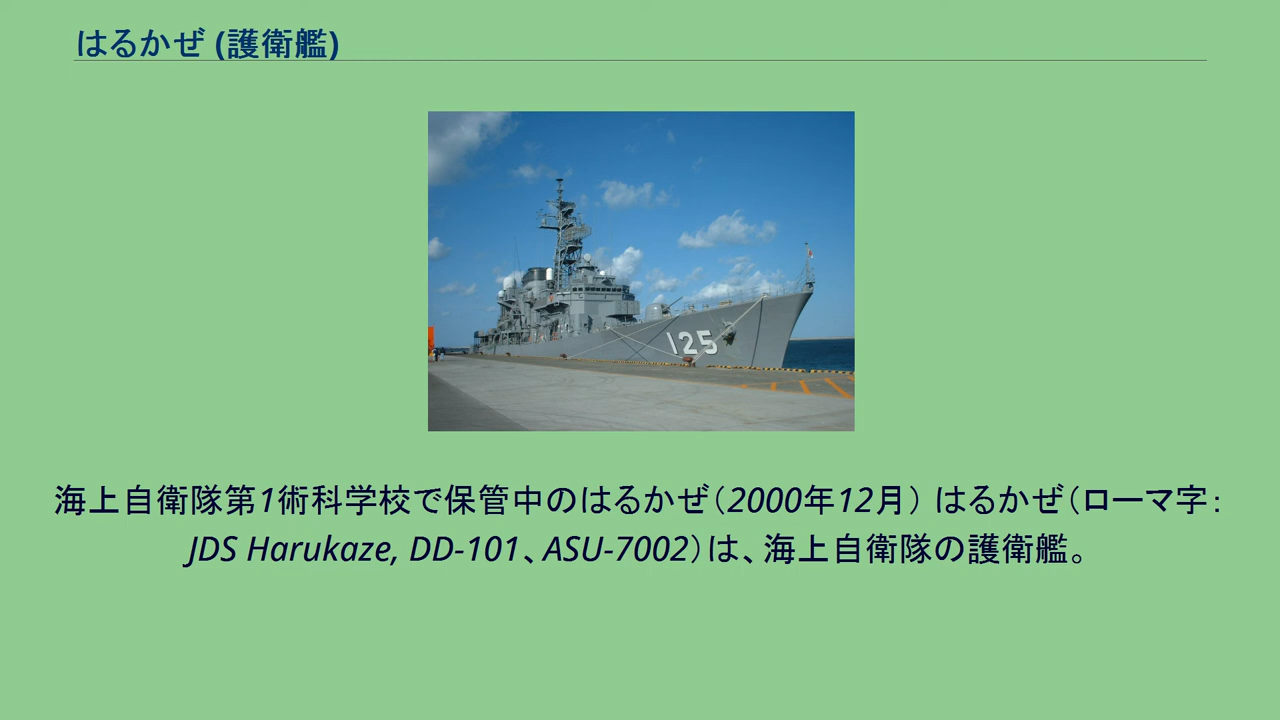 はるかぜ (護衛艦)
125
海上自衛隊第1術科学校で保管中のはるかぜ（2000年12月） はるかぜ（ローマ字：
JDS Harukaze, DD-101、ASU-7002）は、海上自衛隊の護衛艦。